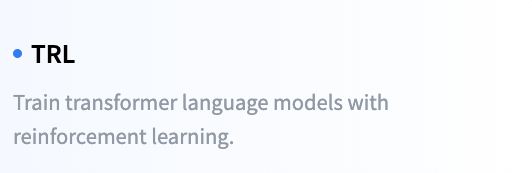 TRL
Train transformer language models with
reinforcement learning.